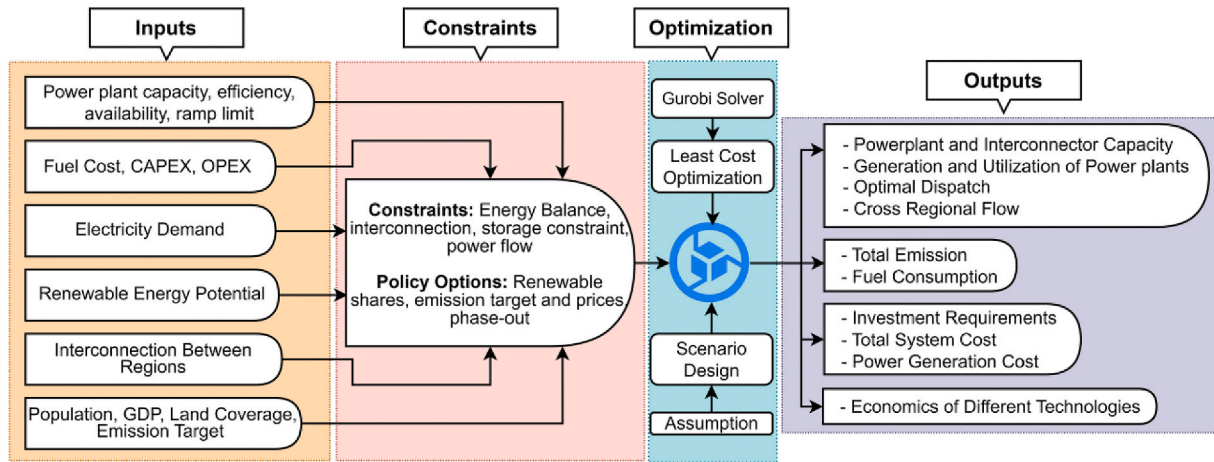 Inputs
Constraints
Optimization
Outputs
Power plant capacity, efficiency,
availability, ramp limit
Fuel Cost, CAPEX, OPEX
Electricity Demand
Renewable Energy Potential
Interconnection Between
Regions
Population, GDP, Land Coverage,
Emission Target
Constraints: Energy Balance,
interconnection, storage constraint,
power flow
Policy Options: Renewable
shares, emission target and prices,
phase-out
Gurobi Solver
Least Cost
Optimization
Scenario
Design
Assumption
- Powerplant and Interconnector Capacity
- Generation and Utilization of Power plants
- Optimal Dispatch
- Cross Regional Flow
- Total Emission
- Fuel Consumption
- Investment Requirements
- Total System Cost
- Power Generation Cost
- Economics of Different Technologies